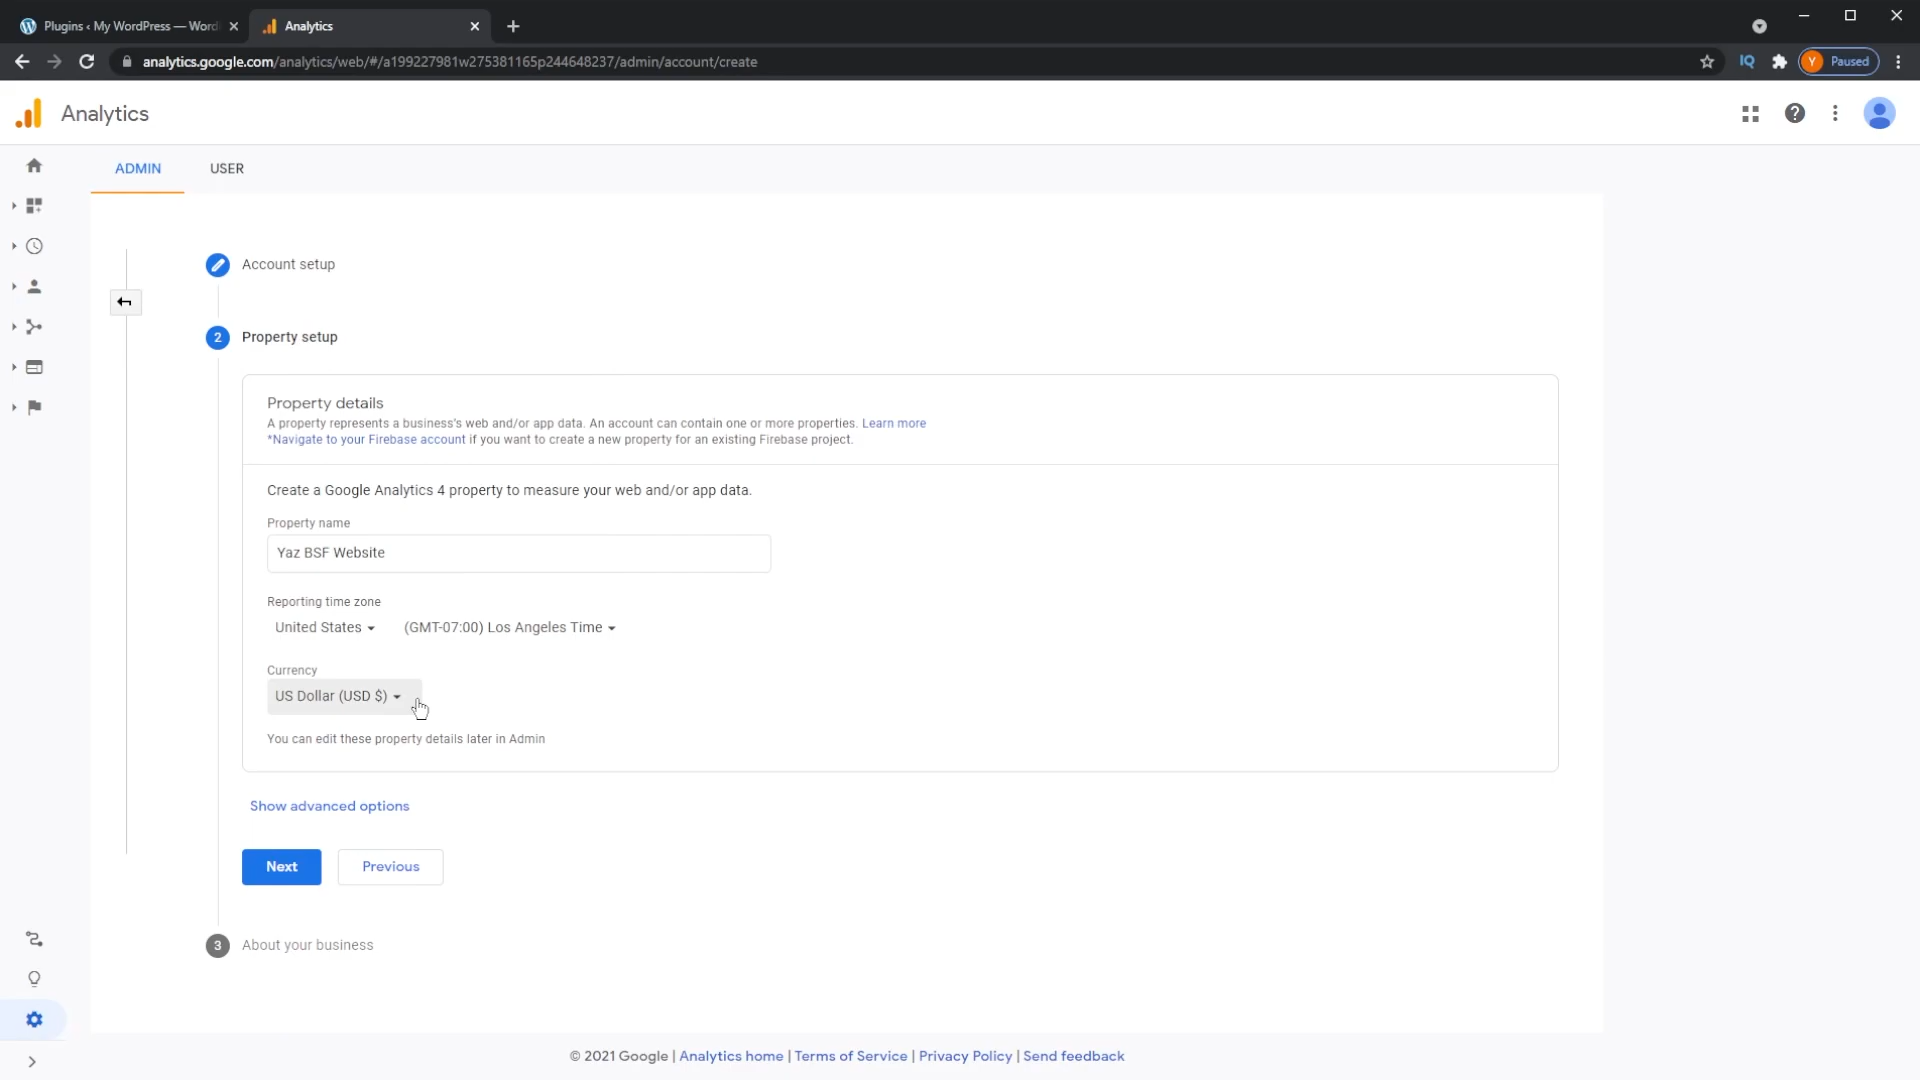 Plugins ‹ My WordPress — Word
Analytics
analytics.google.com/analytics/web/#/a199227981w275381165p244648237/admin/account/create
IQ
Y Paused
Analytics
ADMIN
USER
Account setup
2 Property setup
Property details
A property represents a business's web and/or app data. An account can contain one or more properties. Learn more
*Navigate to your Firebase account if you want to create a new property for an existing Firebase project.
Create a Google Analytics 4 property to measure your web and/or app data.
Property name
Yaz BSF Website
Reporting time zone
United States (GMT-07:00) Los Angeles Time
Currency
US Dollar (USD $)
You can edit these property details later in Admin
Show advanced options
Next
Previous
3 About your business
© 2021 Google | Analytics home | Terms of Service | Privacy Policy | Send feedback